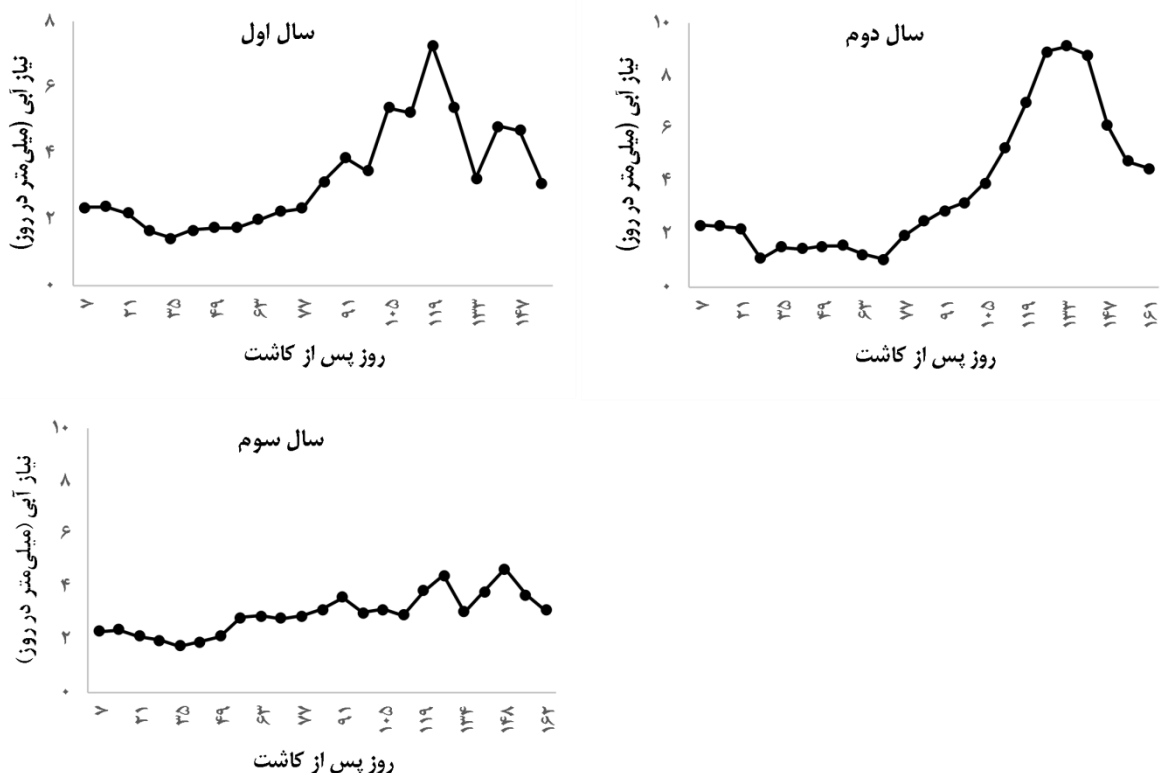 سال اول
نیاز آبی (میلی‌متر در روز)
۸
۶
۴
۲
۰
۷ ۲۱ ۳۵ ۴۹ ۶۳ ۷۷ ۹۱ ۱۰۵ ۱۱۹ ۱۳۳ ۱۴۷
روز پس از کاشت
سال دوم
نیاز آبی (میلی‌متر در روز)
۱۰
۸
۶
۴
۲
۰
۷ ۲۱ ۳۵ ۴۹ ۶۳ ۷۷ ۹۱ ۱۰۵ ۱۱۹ ۱۳۳ ۱۴۷ ۱۶۱
روز پس از کاشت
سال سوم
نیاز آبی (میلی‌متر در روز)
۱۰
۸
۶
۴
۲
۰
۷ ۲۱ ۳۵ ۴۹ ۶۳ ۷۷ ۹۱ ۱۰۵ ۱۱۹ ۱۳۴ ۱۴۸ ۱۶۲
روز پس از کاشت